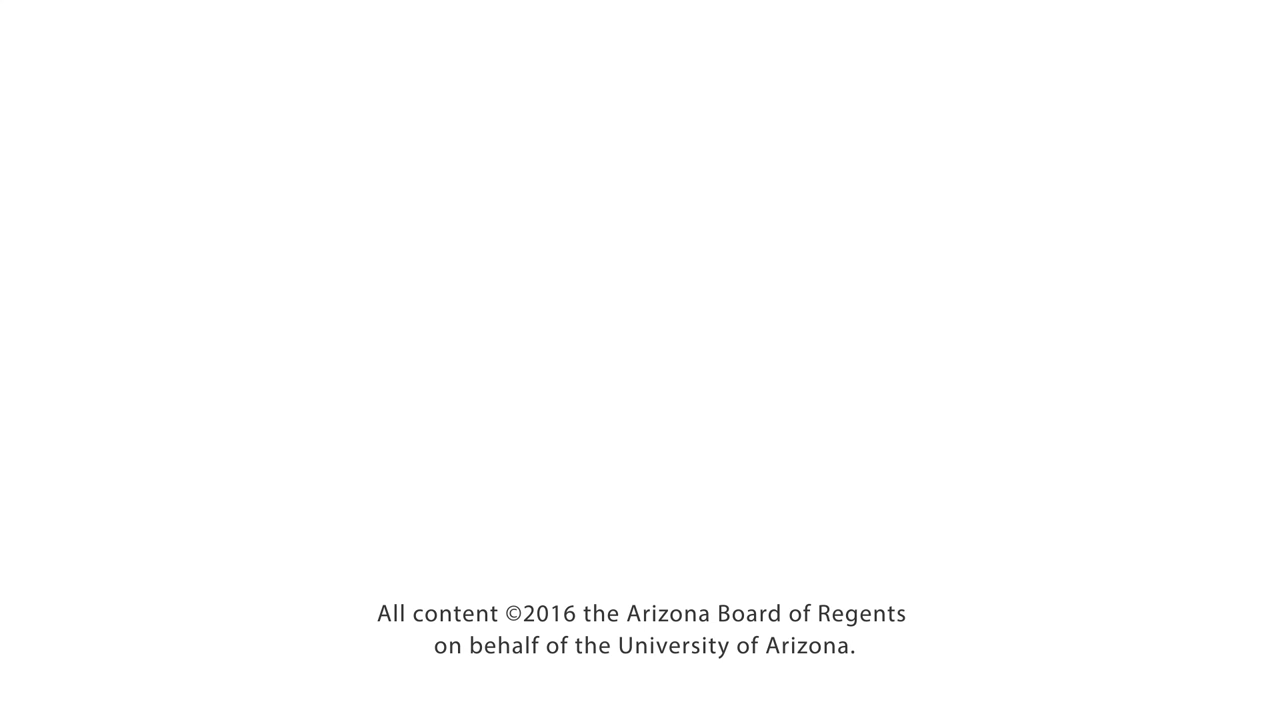 All content ©2016 the Arizona Board of Regents
on behalf of the University of Arizona.